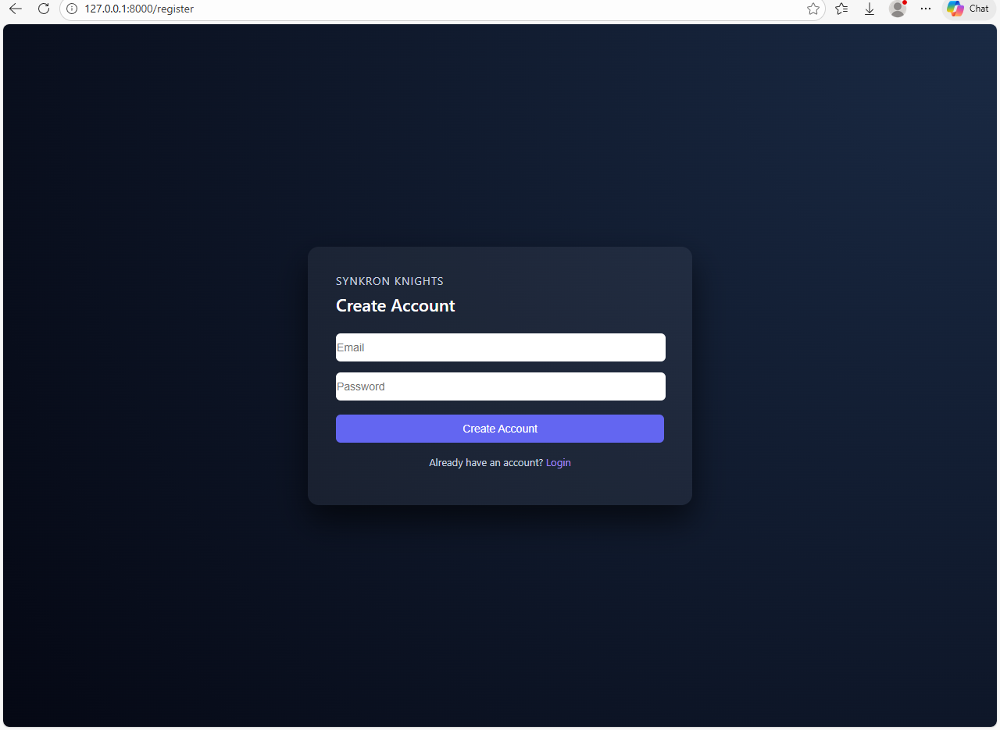 127.0.0.1:8000/register
Chat
SYNKRON KNIGHTS
Create Account
Email
Password
Create Account
Already have an account? Login